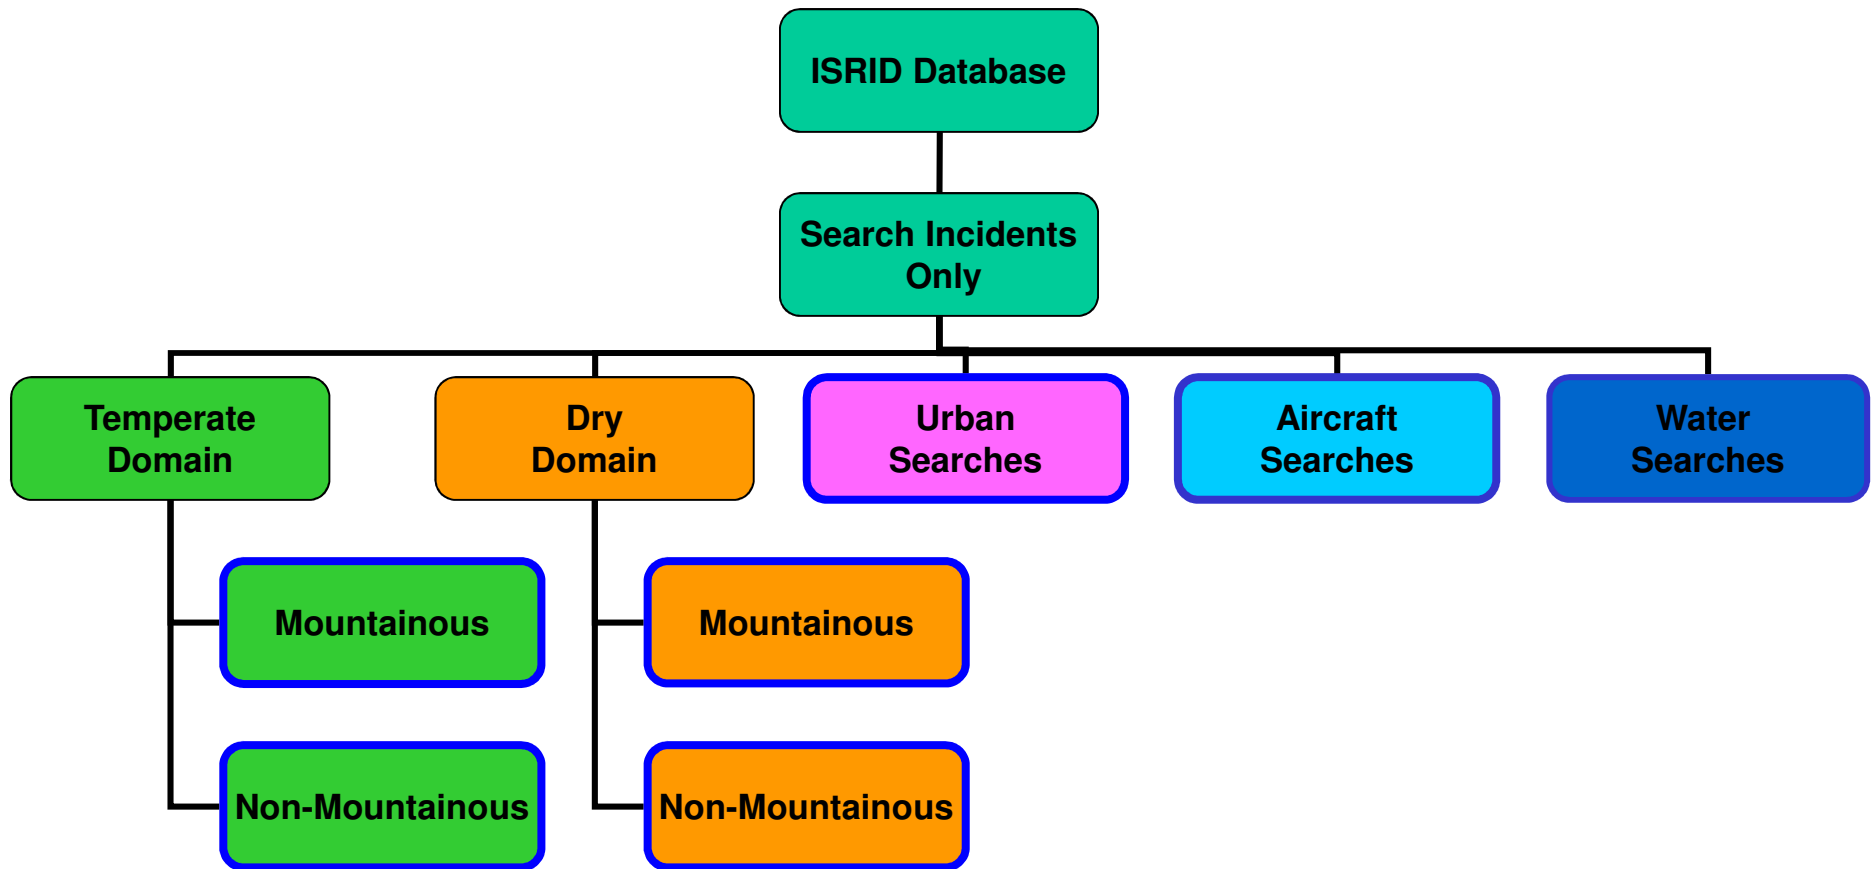 ISRID Database
Search Incidents
Only
Temperate
Domain
Dry
Domain
Urban
Searches
Aircraft
Searches
Water
Searches
Mountainous
Mountainous
Non-Mountainous
Non-Mountainous